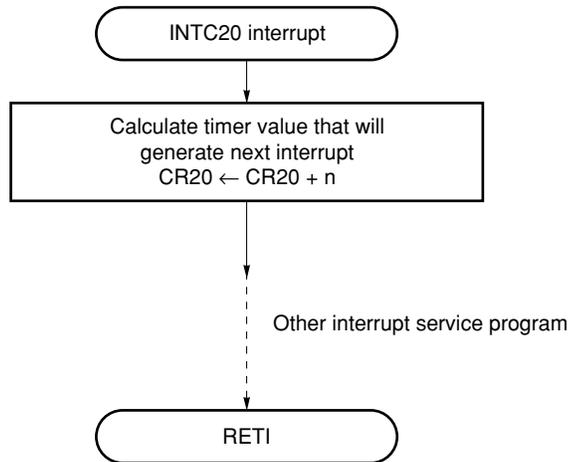 INTC20 interrupt
Calculate timer value that will
generate next interrupt
CR20 ← CR20 + n
Other interrupt service program
RETI